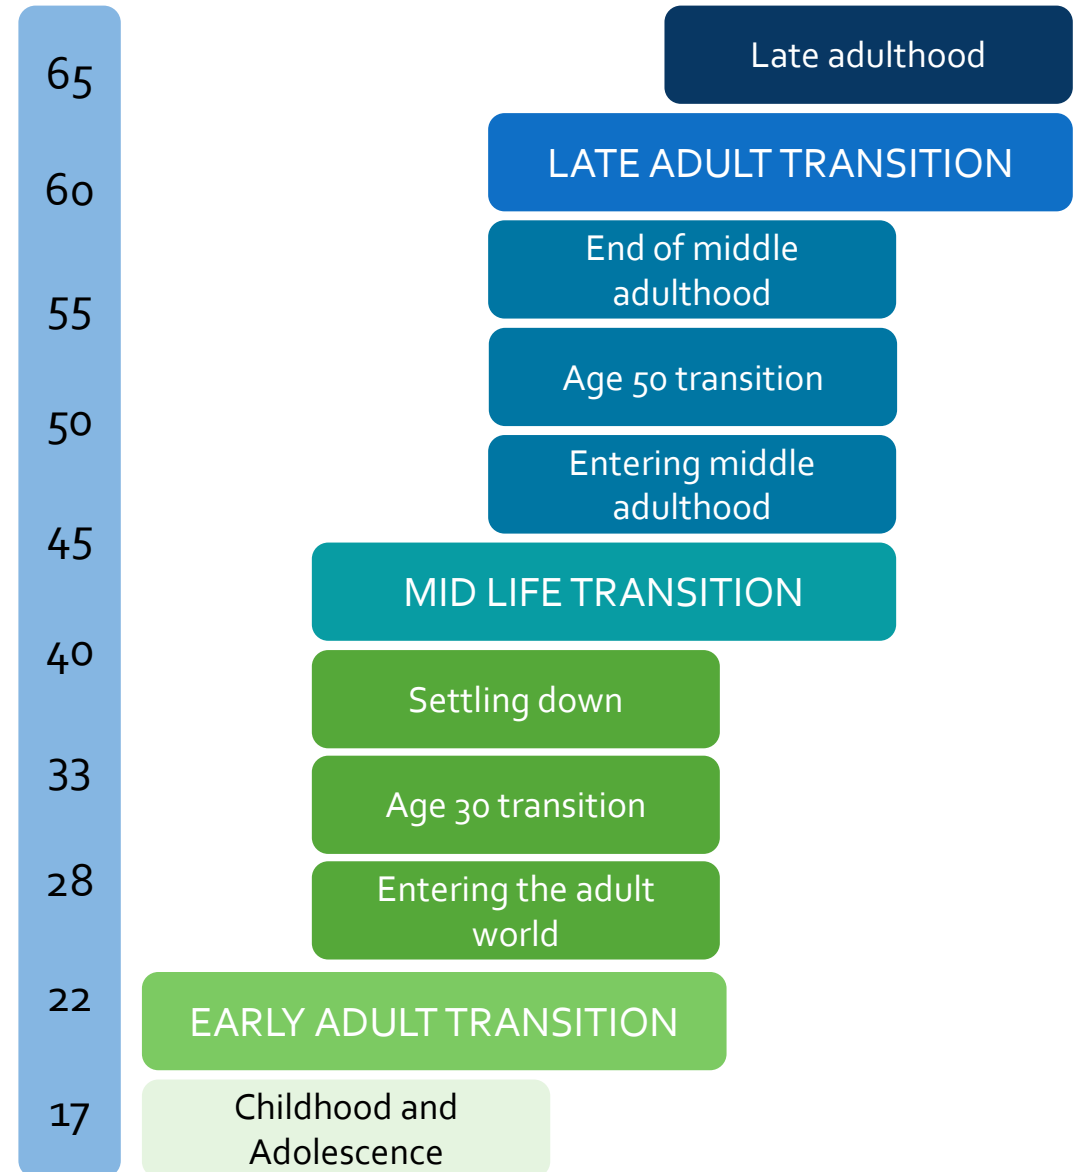 65
Late adulthood
LATE ADULT TRANSITION
60
End of middle
adulthood
55
Age 50 transition
50
Entering middle
adulthood
45
MID LIFE TRANSITION
40
Settling down
33
Age 30 transition
28
Entering the adult
world
22
EARLY ADULT TRANSITION
17
Childhood and
Adolescence